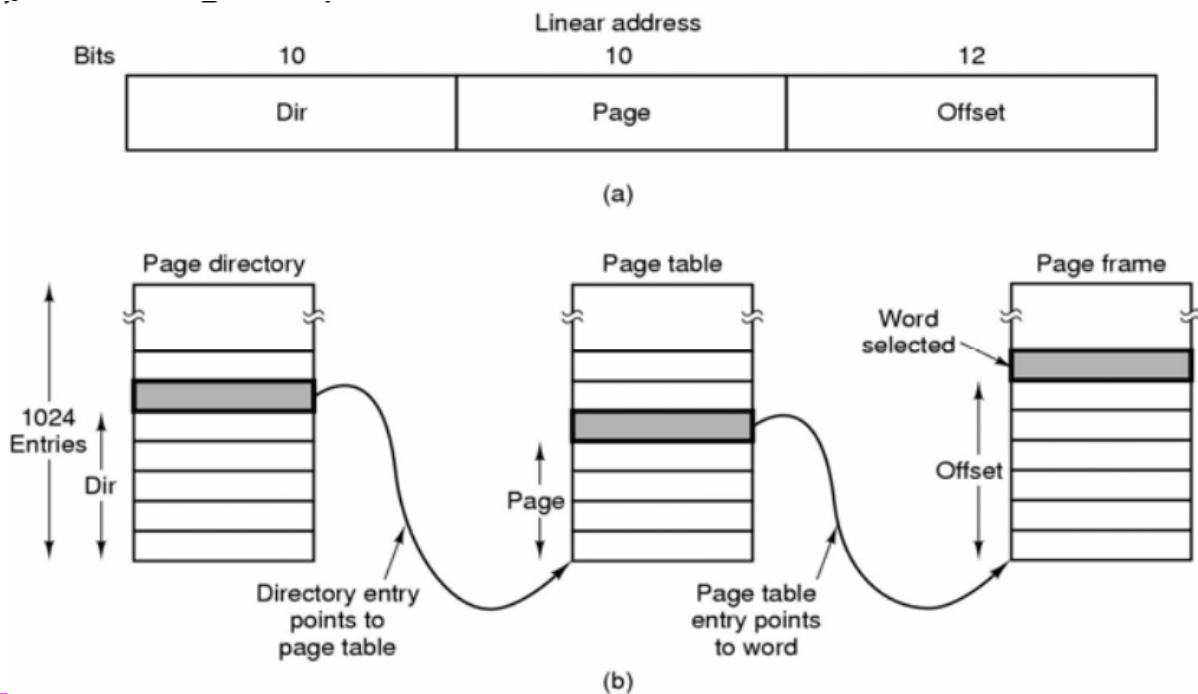 Linear address
Bits 10 10 12
Dir Page Offset
(a)
Page directory Page table Page frame
Word
selected
1024
Entries
Dir
Page
Offset
Directory entry
points to
page table
Page table
entry points
to word
(b)